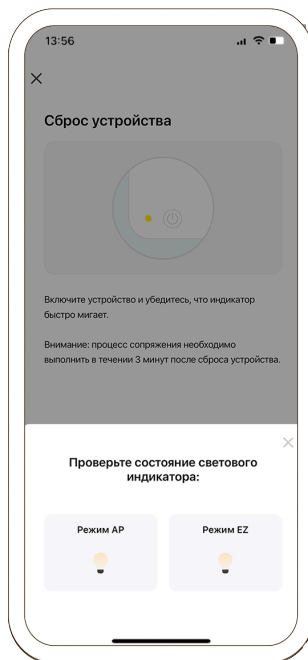 13:56
Сброс устройства
Включите устройство и убедитесь, что индикатор
быстро мигает.
Внимание: процесс сопряжения необходимо
выполнить в течении 3 минут после сброса устройства.
Проверьте состояние светового
индикатора:
Режим AP
Режим EZ